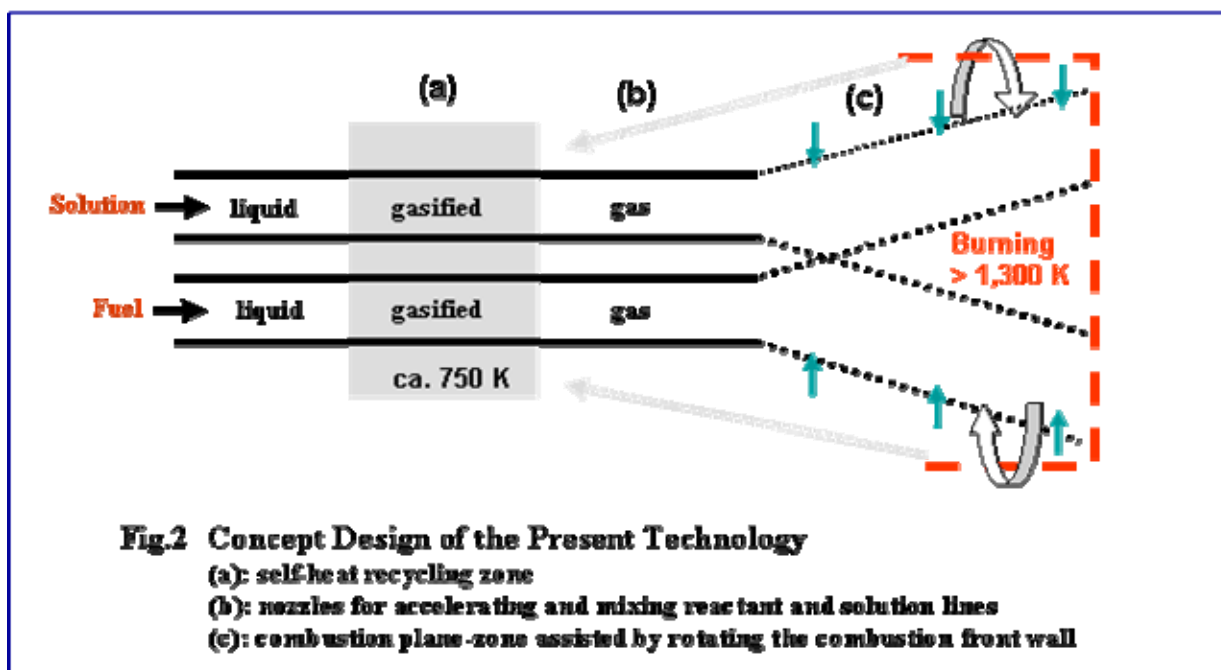 (a)
(b)
(c)
Solution liquid gasified gas
Burning
> 1,300 K
Fuel liquid gasified gas
ca. 750 K
Fig.2 Concept Design of the Present Technology
(a): self-heat recycling zone
(b): nozzles for accelerating and mixing reactant and solution lines
(c): combustion plane-zone assisted by rotating the combustion front wall